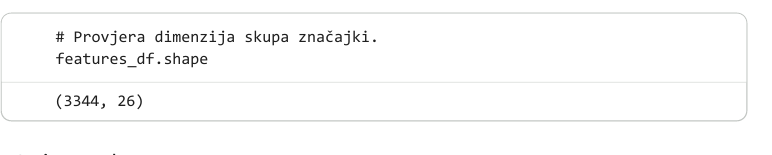 # Provjera dimenzija skupa značajki.
features_df.shape
(3344, 26)